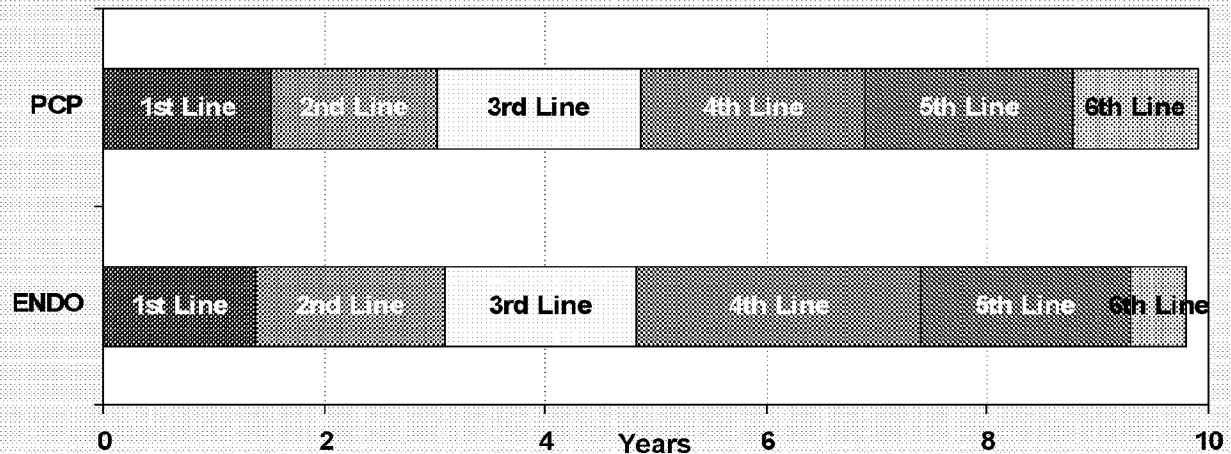 PCP 1st Line 2nd Line 3rd Line 4th Line 5th Line 6th Line
ENDO 1st Line 2nd Line 3rd Line 4th Line 5th Line 6th Line
0 2 4 6 8 10
Years